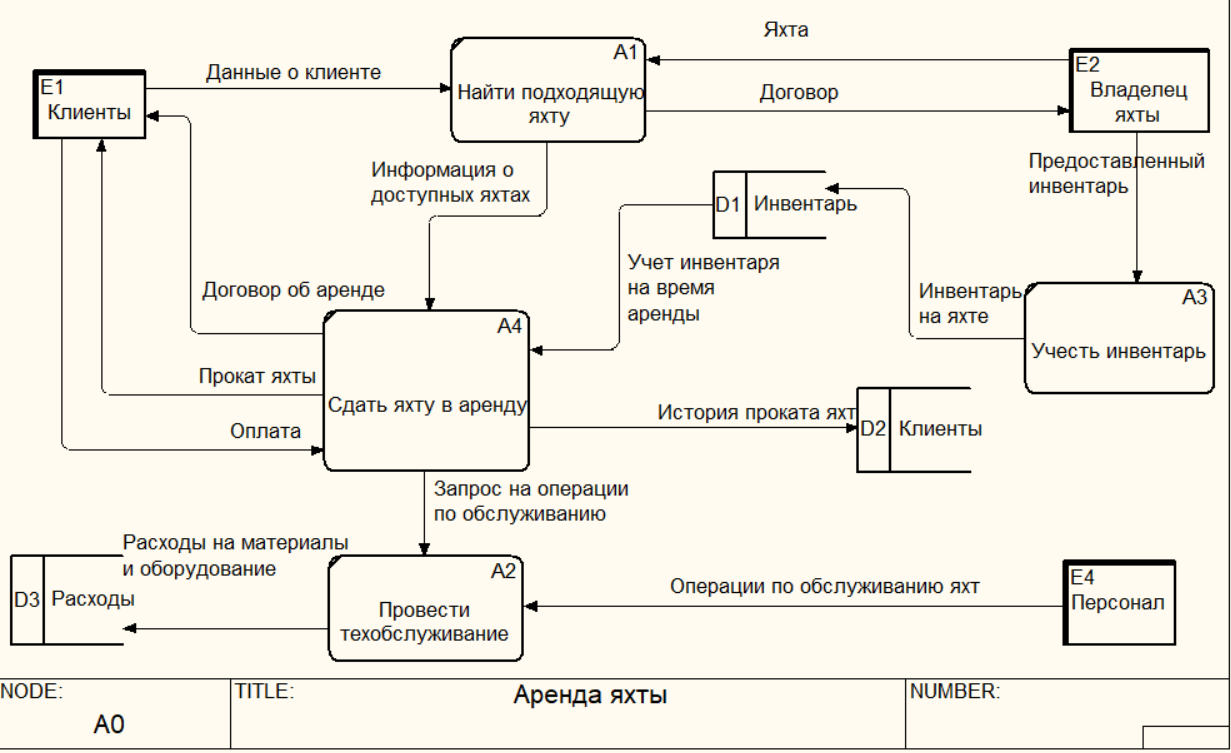 Яхта
A1
E2
E1
Данные о клиенте
Найти подходящую
яхту
Договор
Владелец
яхты
Клиенты
Информация о
доступных яхтах
Предоставленный
инвентарь
D1
Инвентарь
Учет инвентаря
на время
аренды
Договор об аренде
Инвентарь
на яхте
A3
Учесть инвентарь
A4
Прокат яхты
Сдать яхту в аренду
История проката яхт
D2
Клиенты
Оплата
Запрос на операции
по обслуживанию
Расходы на материалы
и оборудование
D3
Расходы
A2
Провести
техобслуживание
Операции по обслуживанию яхт
E4
Персонал
NODE:
A0
TITLE:
Аренда яхты
NUMBER: